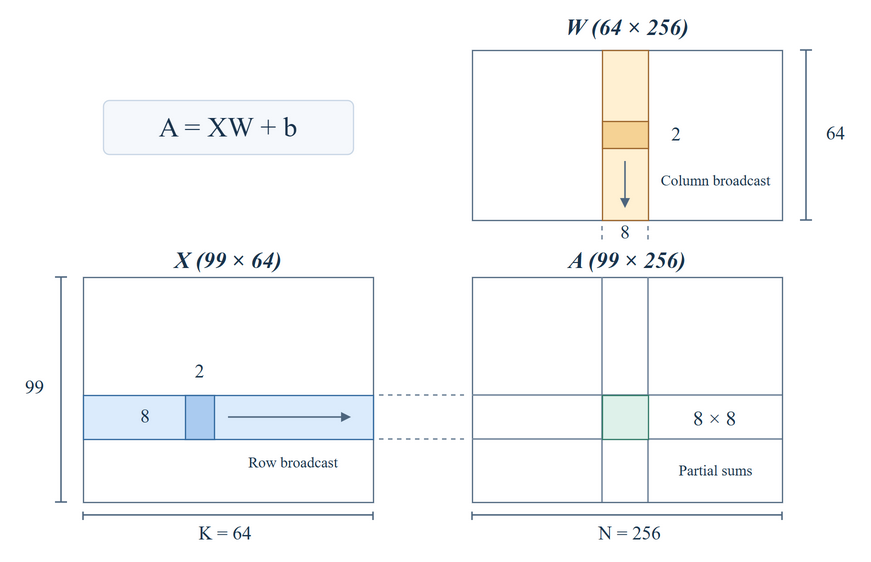 W (64 × 256)
A = XW + b
2
64
Column broadcast
8
X (99 × 64)
A (99 × 256)
2
99
8
8 × 8
Row broadcast
Partial sums
K = 64
N = 256